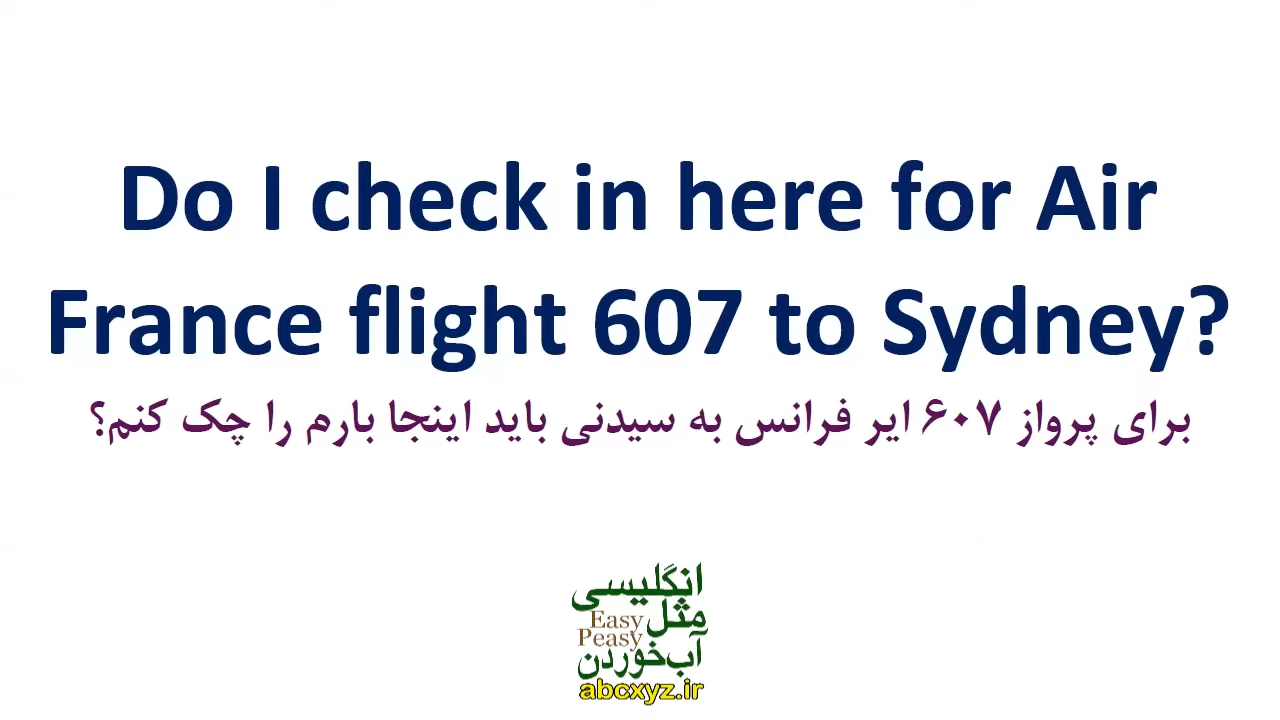 Do I check in here for Air
France flight 607 to Sydney?
برای پرواز ۶۰۷ ایر فرانس به سیدنی باید اینجا بارم را چک کنم؟
انگلیسی
مثل
Easy
Peasy
آب‌خوردن
abcxyz.ir